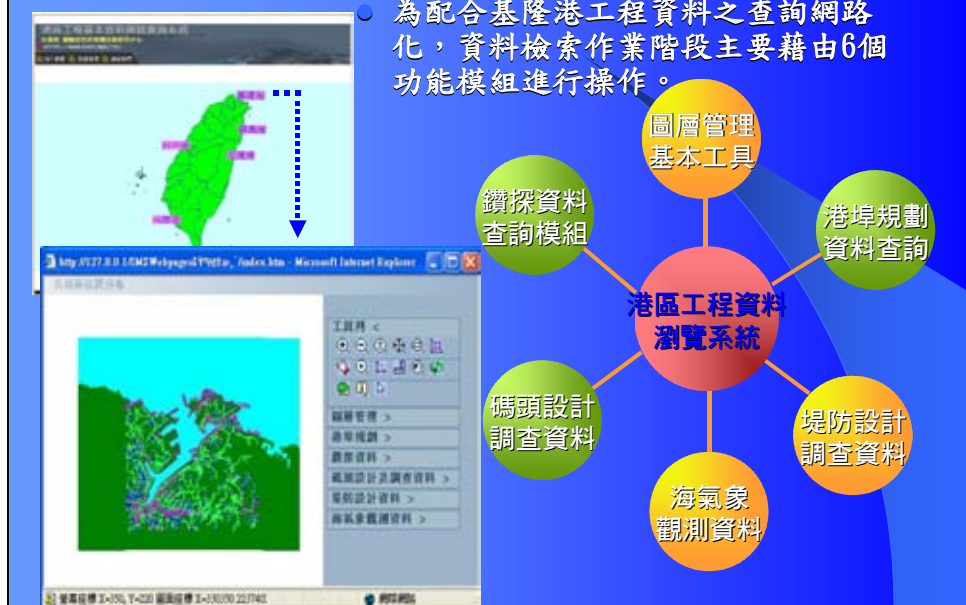 為配合基隆港工程資料之查詢網路
化，資料檢索作業階段主要藉由6個
功能模組進行操作。
圖層管理
基本工具
鑽探資料
查詢模組
港埠規劃
資料查詢
港區工程資料
瀏覽系統
碼頭設計
調查資料
堤防設計
調查資料
海氣象
觀測資料
Microsoft Internet Explorer
工具列 <
圖層管理 >
港埠規劃 >
鑽探資料 >
碼頭設計及調查資料 >
堤防設計資料 >
海氣象觀測資料 >